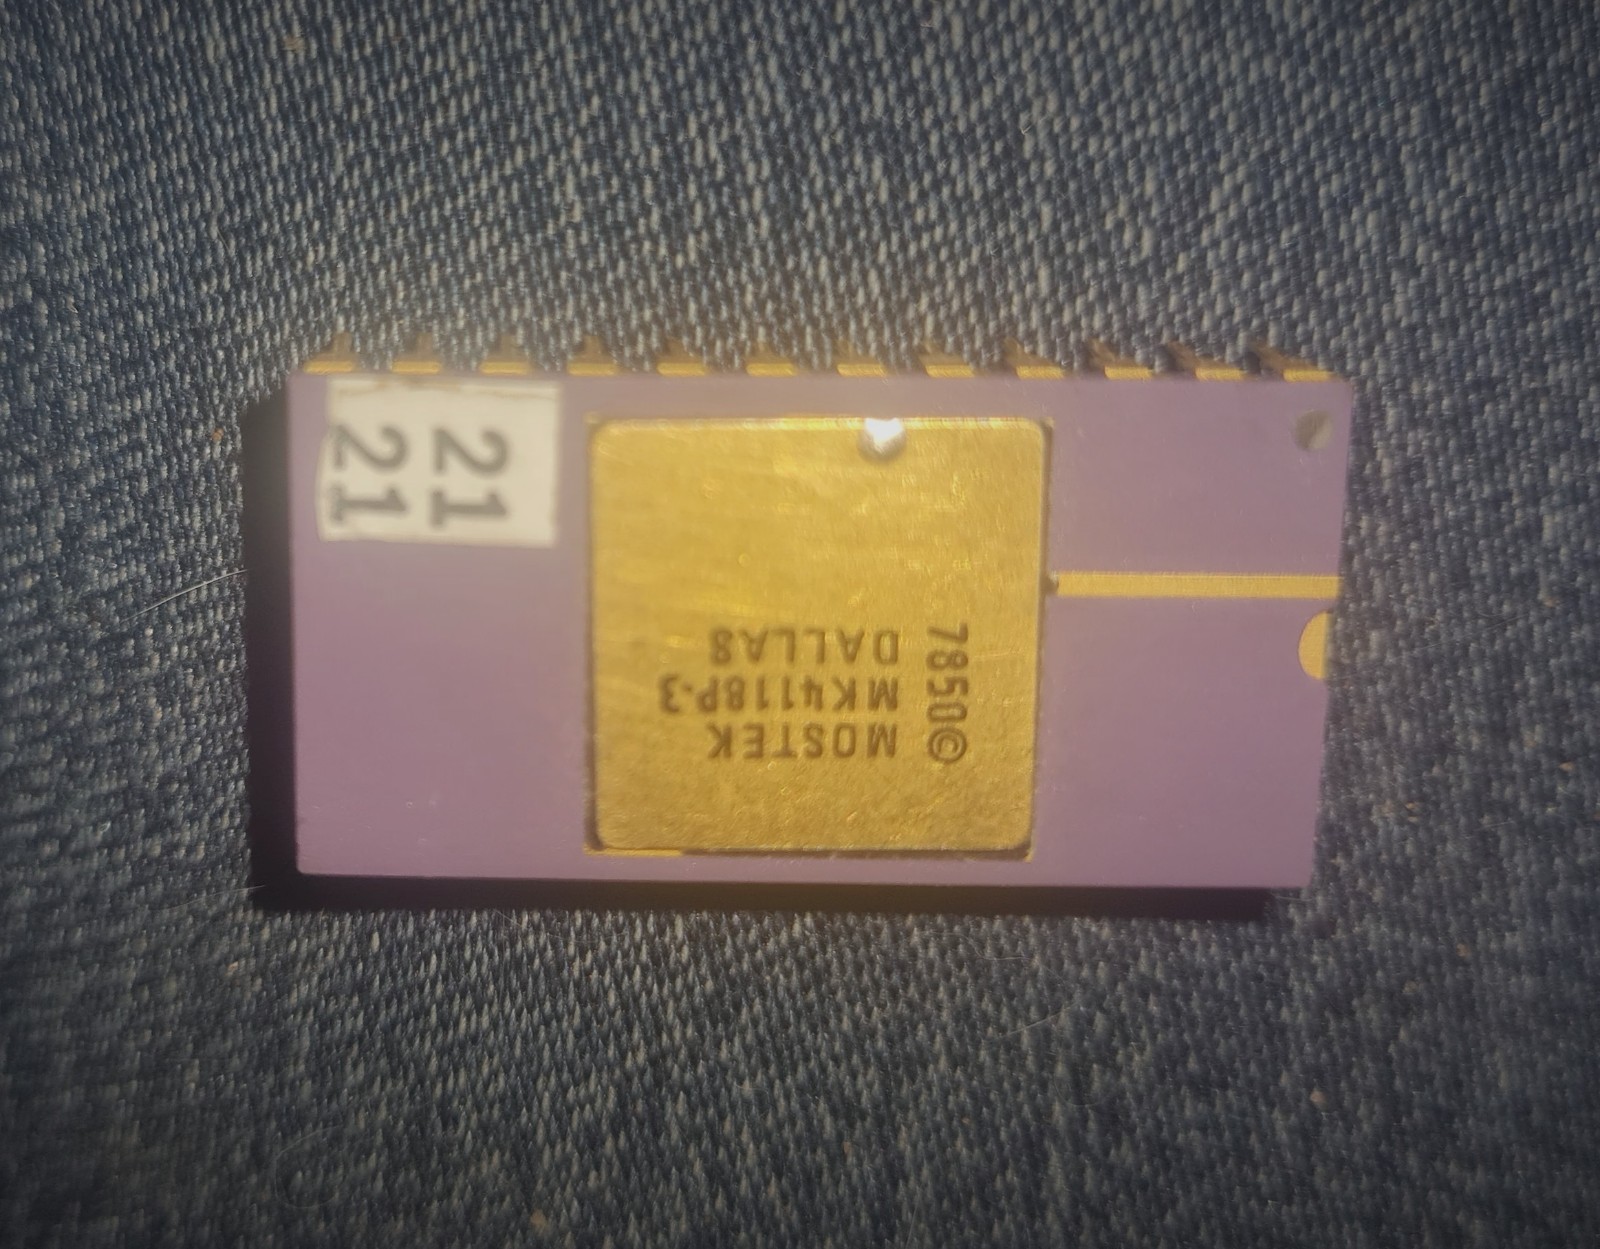 MOSTEK
MK4118P-3
DALLAS
7850©
21
21